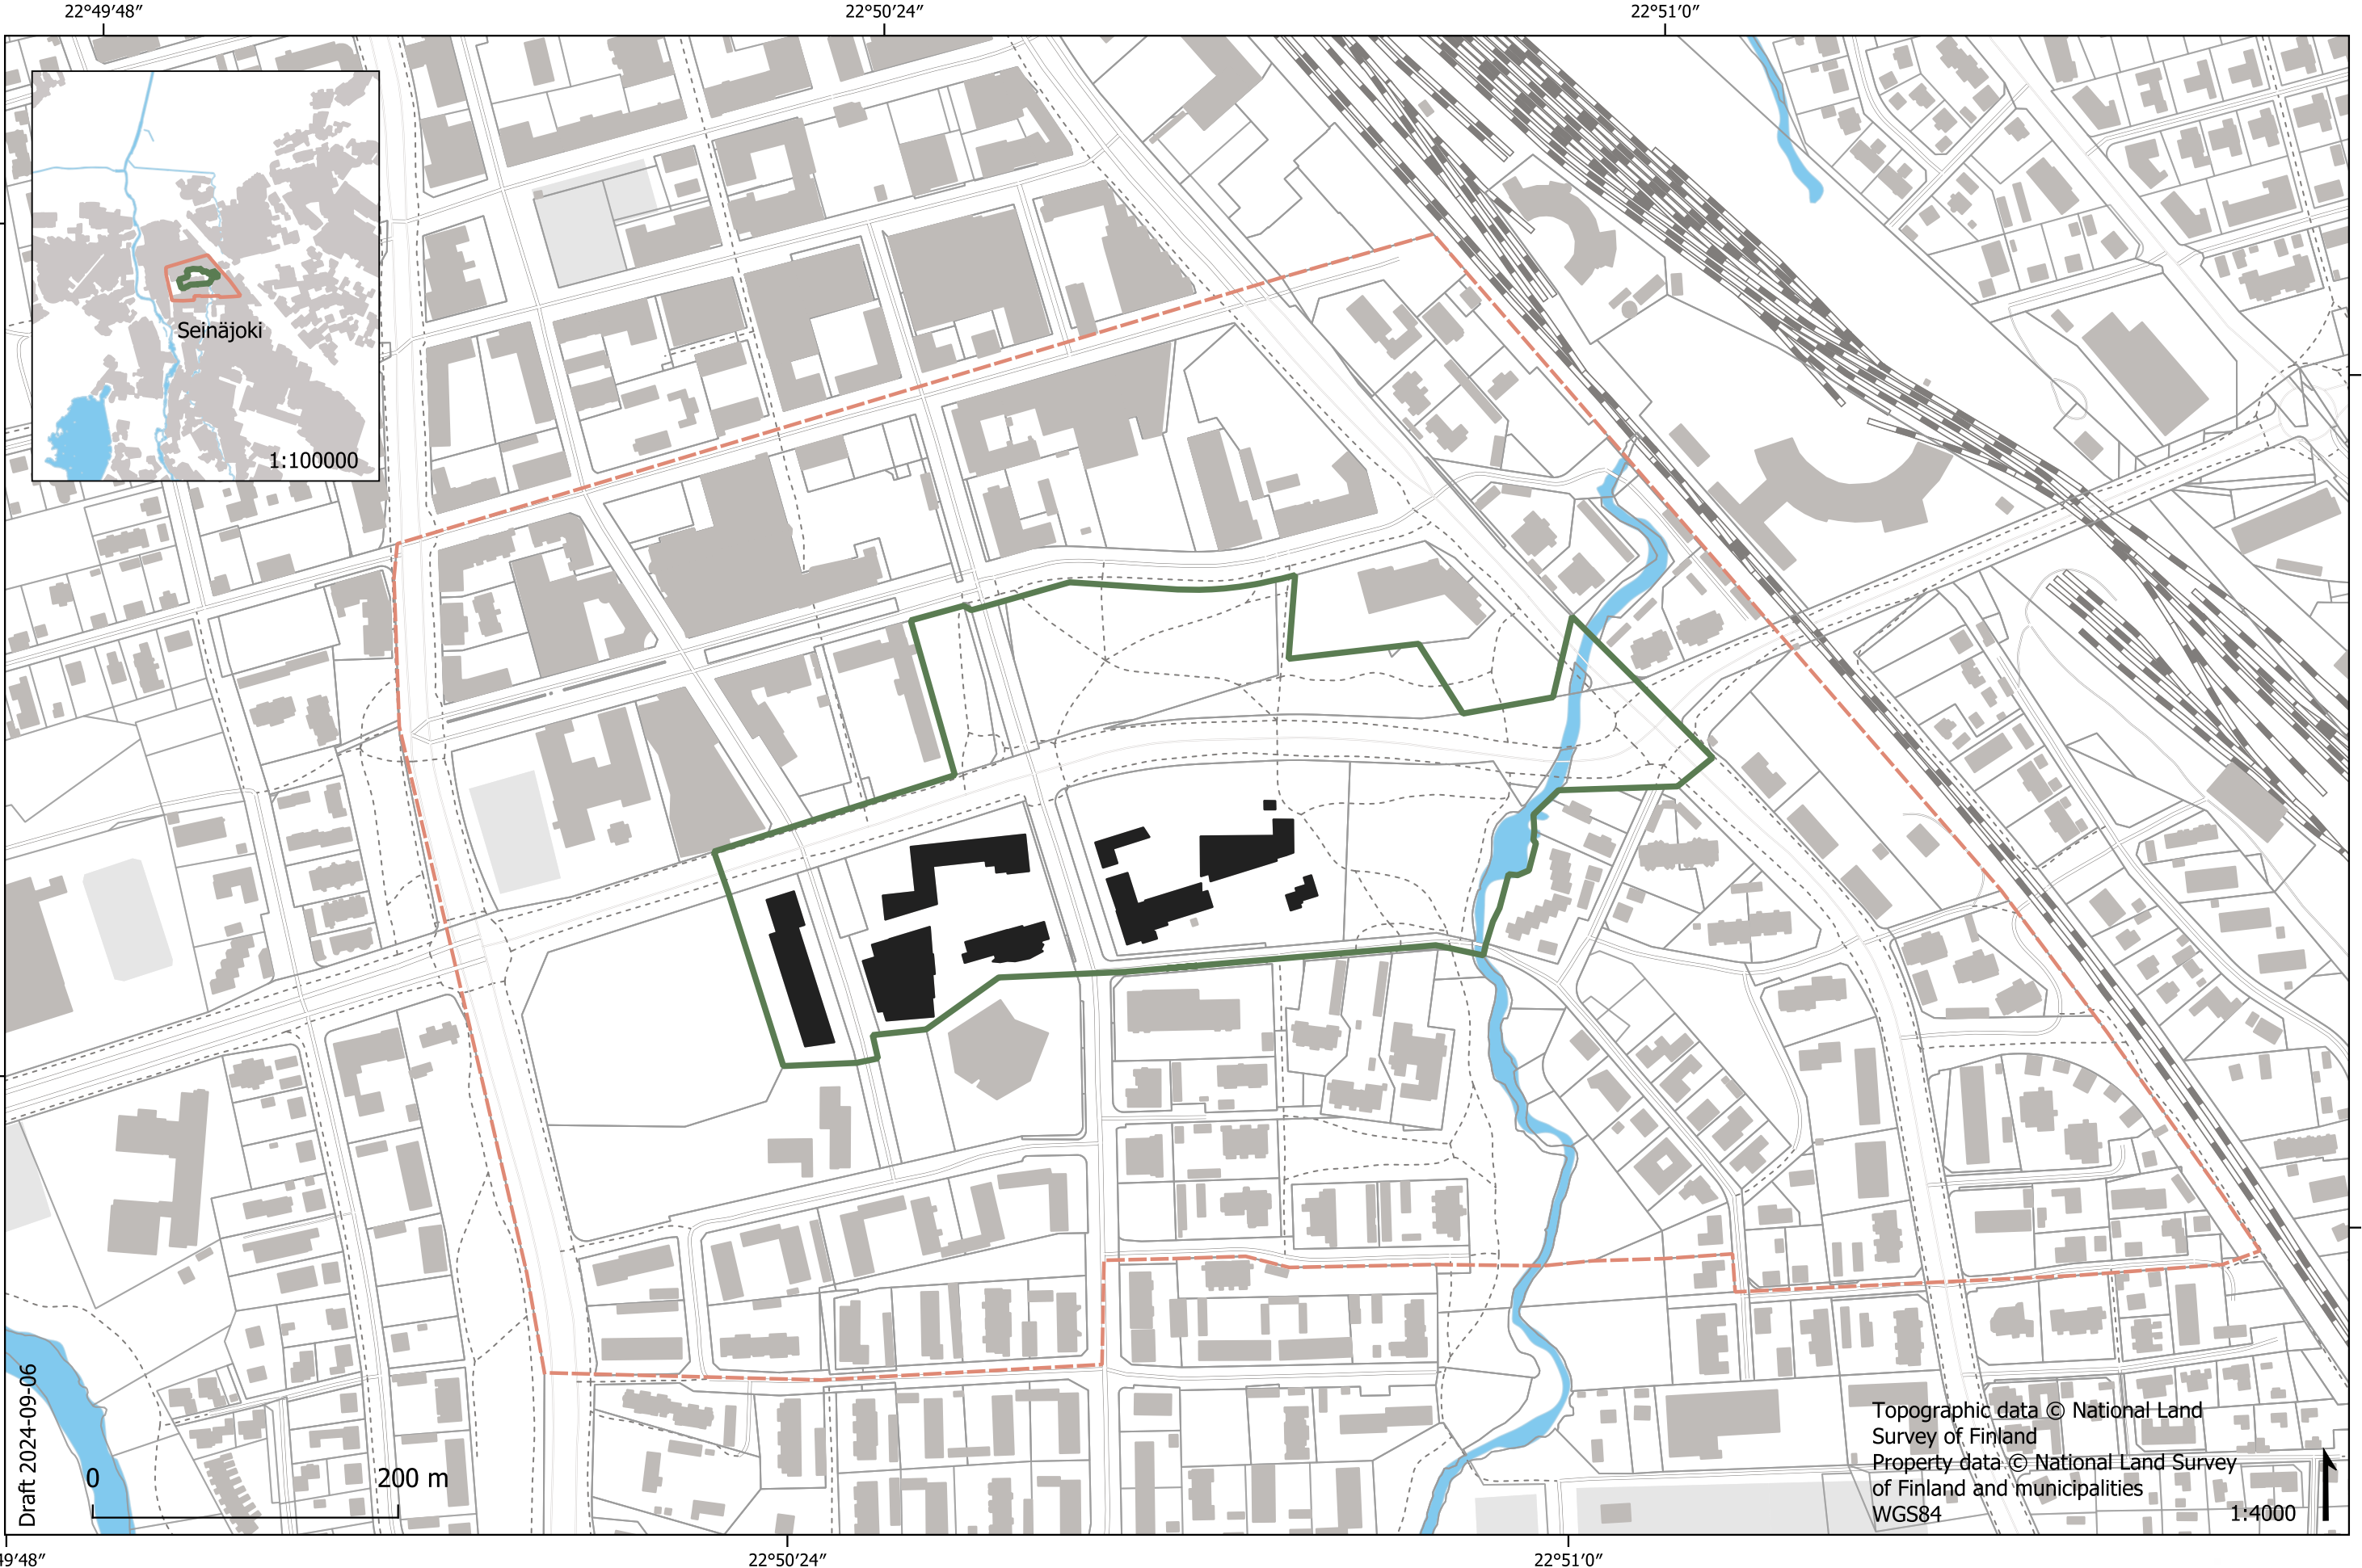 22°49′48″
22°50′24″
22°51′0″
Seinäjoki
1:100000
Draft 2024-09-06
0
200 m
Topographic data © National Land
Survey of Finland
Property data © National Land Survey
of Finland and municipalities
WGS84
1:4000
49′48″
22°50′24″
22°51′0″